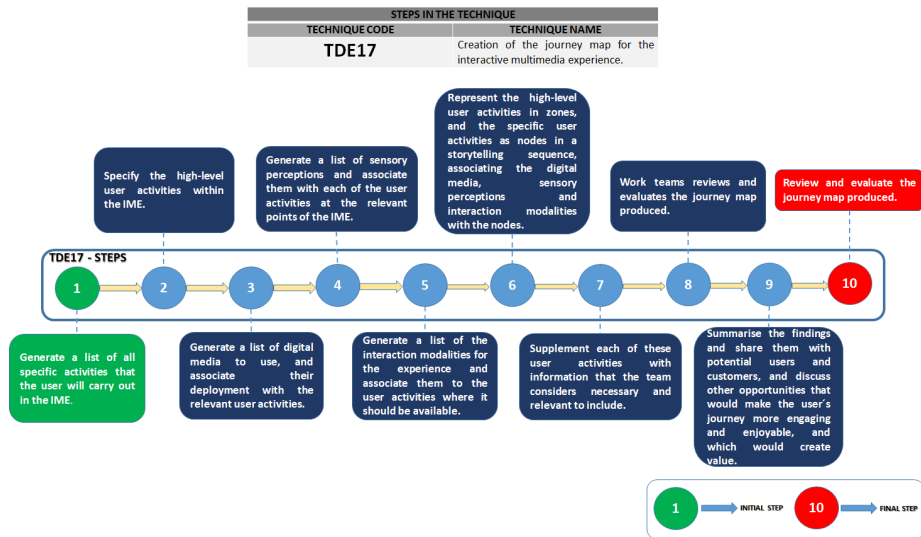 STEPS IN THE TECHNIQUE
TECHNIQUE CODE
TECHNIQUE NAME
TDE17
Creation of the journey map for the
interactive multimedia experience.
Specify the high-level
user activities within
the IME.
Generate a list of sensory
perceptions and associate
them with each of the user
activities at the relevant
points of the IME.
Represent the high-level
user activities in zones,
and the specific user
activities as nodes in a
storytelling sequence,
associating the digital
media, sensory
perceptions and
interaction modalities
with the nodes.
Work teams reviews and
evaluates the journey map
produced.
Review and evaluate the
journey map produced.
TDE17 - STEPS
1
2
3
4
5
6
7
8
9
10
Generate a list of all
specific activities that
the user will carry out
in the IME.
Generate a list of digital
media to use, and
associate their
deployment with the
relevant user activities.
Generate a list of the
interaction modalities for
the experience and
associate them to the
user activities where it
should be available.
Supplement each of these
user activities with
information that the team
considers necessary and
relevant to include.
Summarise the findings
and share them with
potential users and
customers, and discuss
other opportunities that
would make the user´s
journey more engaging
and enjoyable, and
which would create
value.
1
INITIAL STEP
10
FINAL STEP